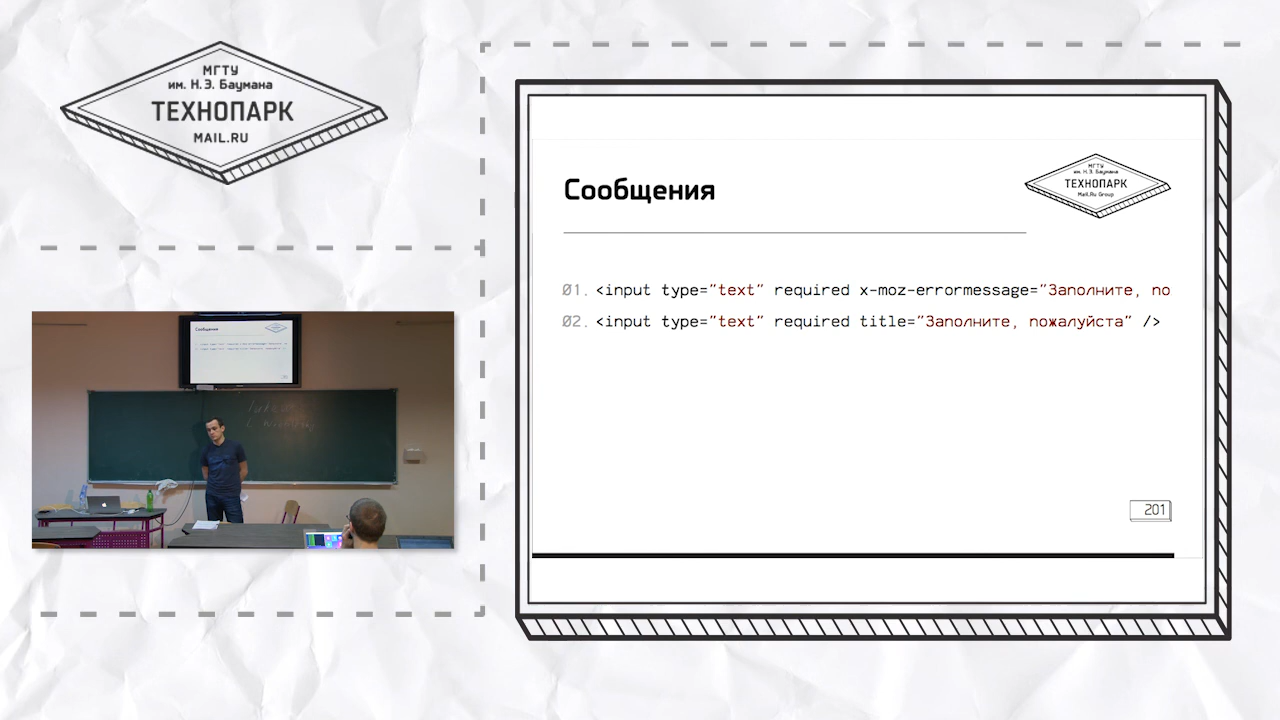 МГТУ
им. Н.Э. Баумана
ТЕХНОПАРК
MAIL.RU
Сообщения
МГТУ
им. Н.Э. Баумана
ТЕХНОПАРК
Mail.Ru Group
01. <input type="text" required x-moz-errormessage="Заполните, по
02. <input type="text" required title="Заполните, пожалуйста" />
201
Сообщения